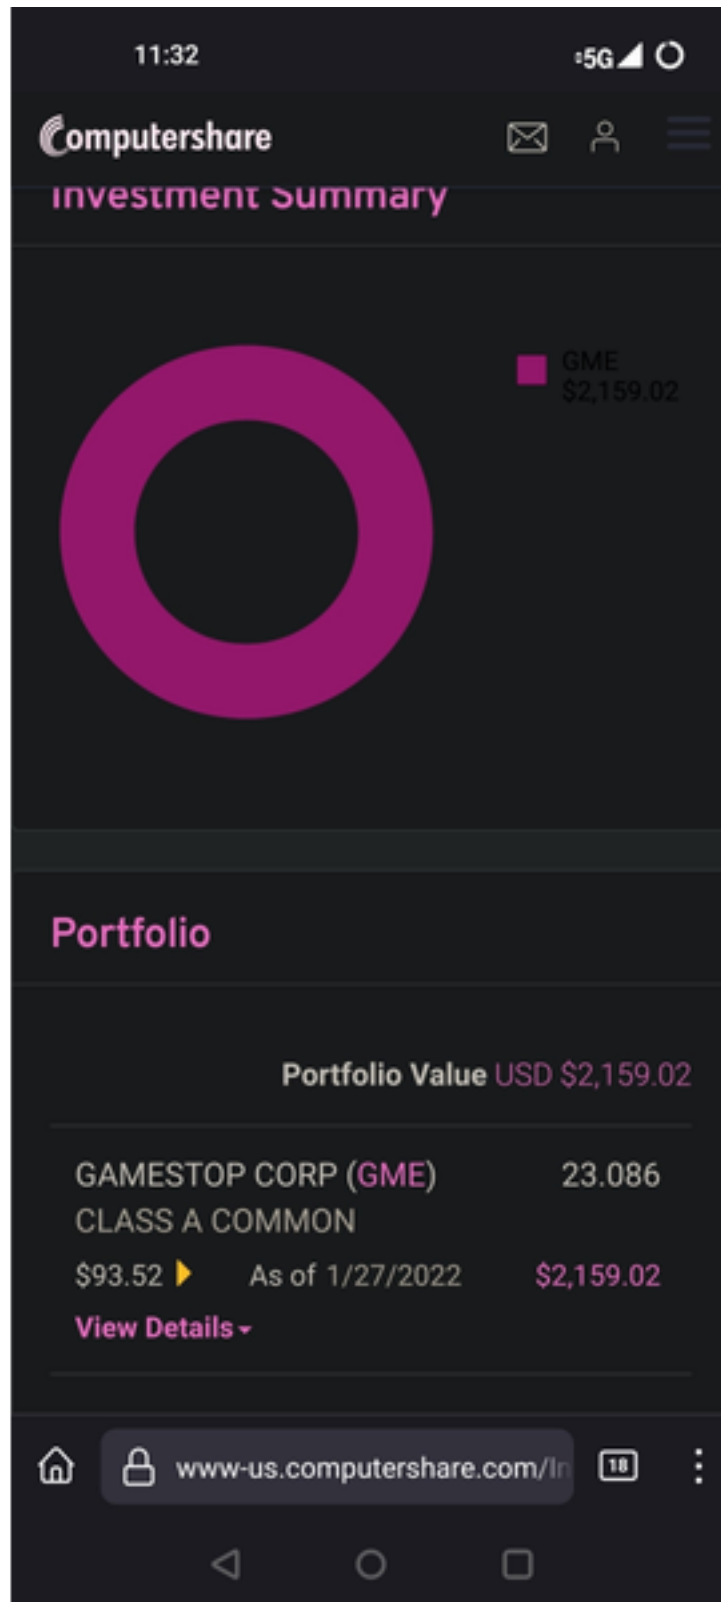 11:32 5G
Computershare
Investment Summary
GME
$2,159.02
Portfolio
Portfolio Value USD $2,159.02
GAMESTOP CORP (GME) 23.086
CLASS A COMMON
$93.52 As of 1/27/2022 $2,159.02
View Details
www-us.computershare.com/In 18